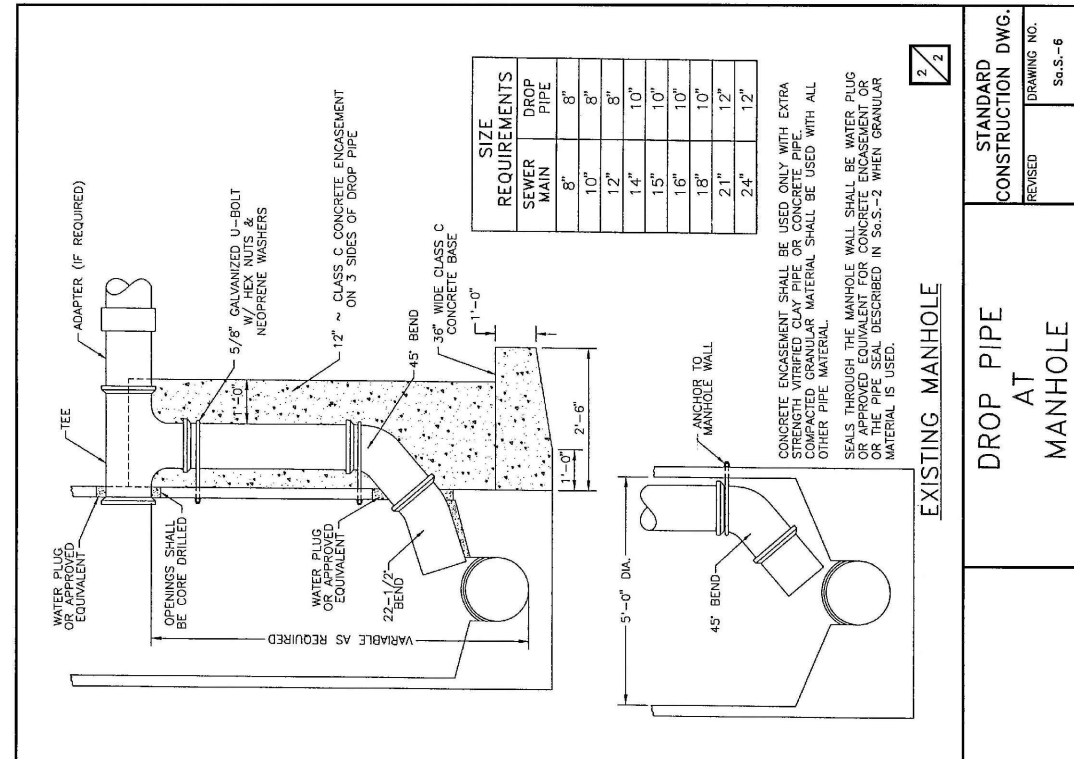 ADAPTER (IF REQUIRED)
TEE
WATER PLUG
OR APPROVED
EQUIVALENT
5/8" GALVANIZED U-BOLT
W/ HEX NUTS &
NEOPRENE WASHERS
OPENINGS SHALL
BE CORE DRILLED
1'-0"
12" ~ CLASS C CONCRETE ENCASEMENT
ON 3 SIDES OF DROP PIPE
WATER PLUG
OR APPROVED
EQUIVALENT
45° BEND
22-1/2°
BEND
36" WIDE CLASS C
CONCRETE BASE
1'-0"
1'-0"
2'-6"
VARIABLE AS REQUIRED
SIZE
REQUIREMENTS
SEWER MAIN DROP PIPE
8" 8"
10" 8"
12" 8"
14" 10"
15" 10"
16" 10"
18" 10"
21" 12"
24" 12"
5'-0" DIA.
ANCHOR TO
MANHOLE WALL
45° BEND
CONCRETE ENCASEMENT SHALL BE USED ONLY WITH EXTRA
STRENGTH VITRIFIED CLAY PIPE OR CONCRETE PIPE.
COMPACTED GRANULAR MATERIAL SHALL BE USED WITH ALL
OTHER PIPE MATERIAL.
SEALS THROUGH THE MANHOLE WALL SHALL BE WATER PLUG
OR APPROVED EQUIVALENT FOR CONCRETE ENCASEMENT OR
OR THE PIPE SEAL DESCRIBED IN Sa.S.-2 WHEN GRANULAR
MATERIAL IS USED.
EXISTING MANHOLE
2/2
DROP PIPE
AT
MANHOLE
STANDARD
CONSTRUCTION DWG.
REVISED
DRAWING NO.
Sa.S.-6